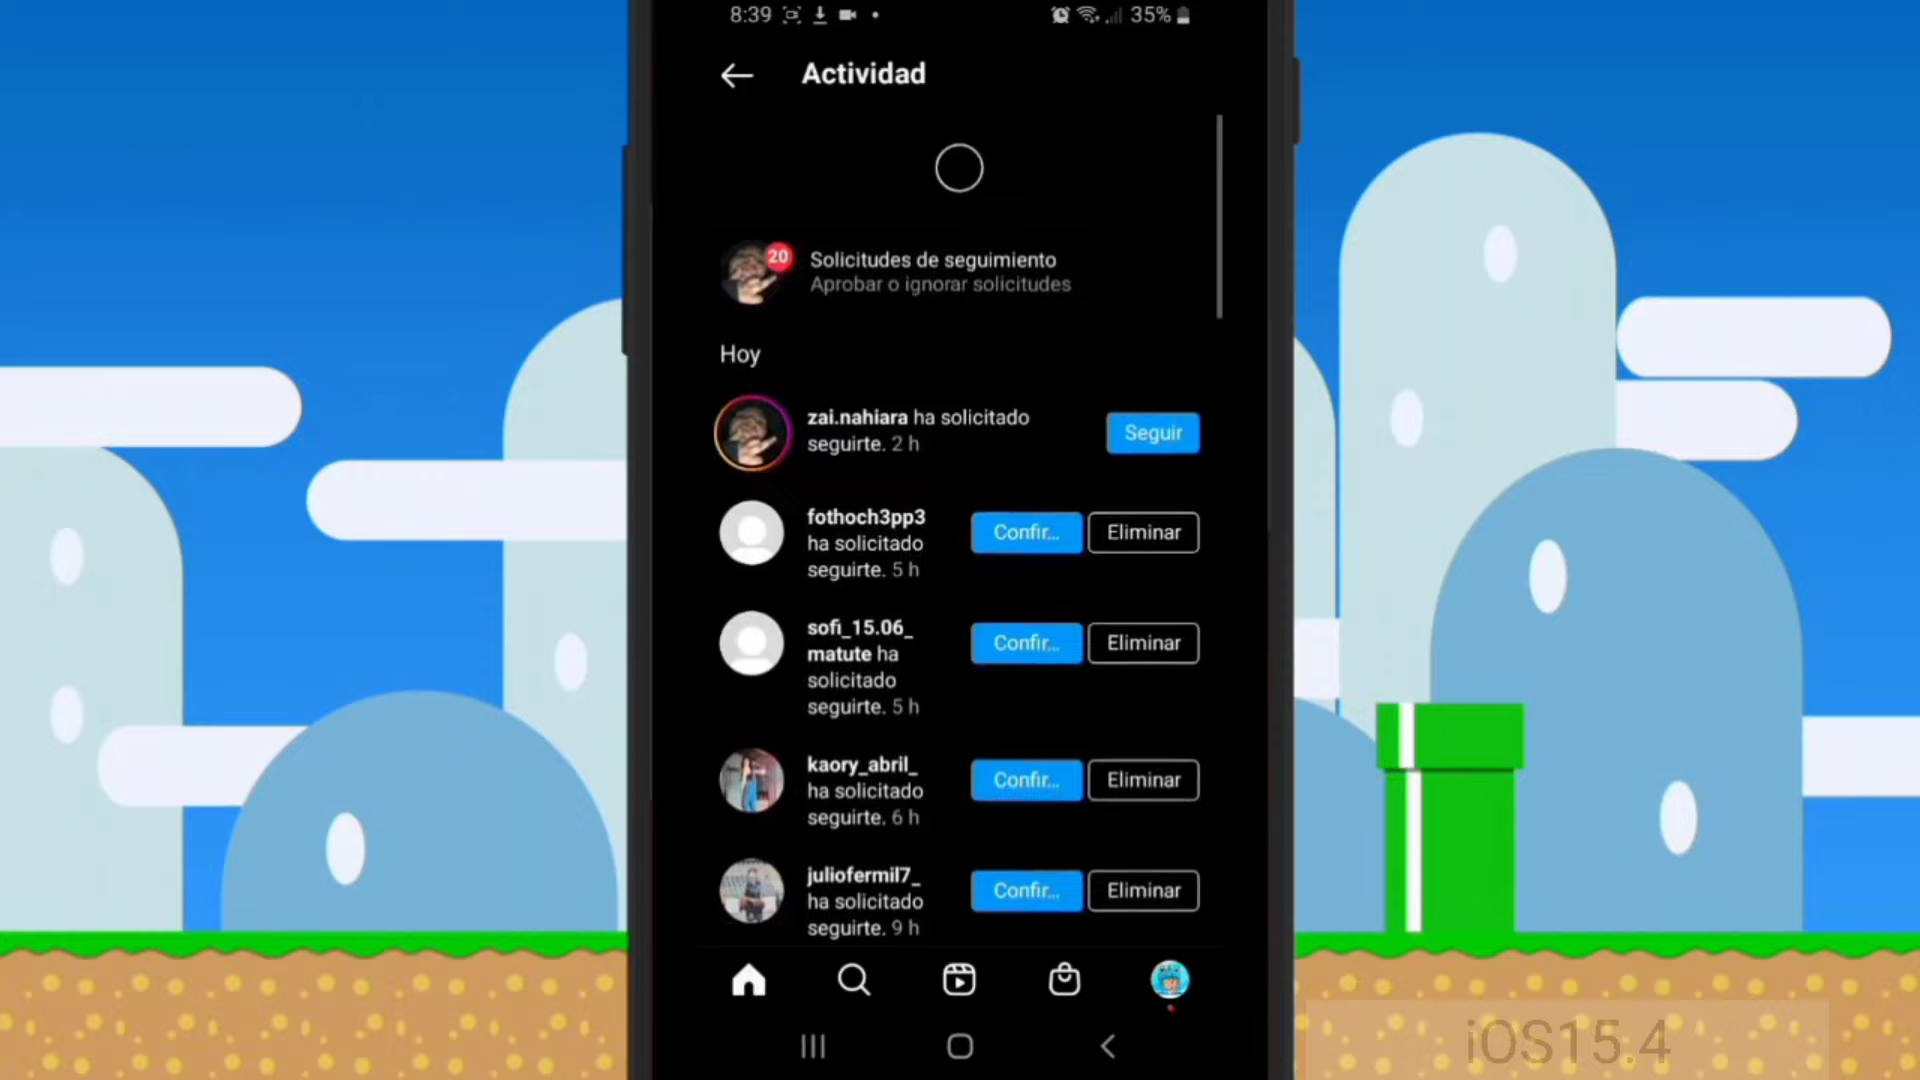 8:39
35%
Actividad
20
Solicitudes de seguimiento
Aprobar o ignorar solicitudes
Hoy
zai.nahiara ha solicitado
seguirte. 2 h
Seguir
fothoch3pp3
ha solicitado
seguirte. 5 h
Confir...
Eliminar
sofi_15.06_
matute ha
solicitado
seguirte. 5 h
Confir...
Eliminar
kaory_abril_
ha solicitado
seguirte. 6 h
Confir...
Eliminar
juliofermil7_
ha solicitado
seguirte. 9 h
Confir...
Eliminar
iOS15.4